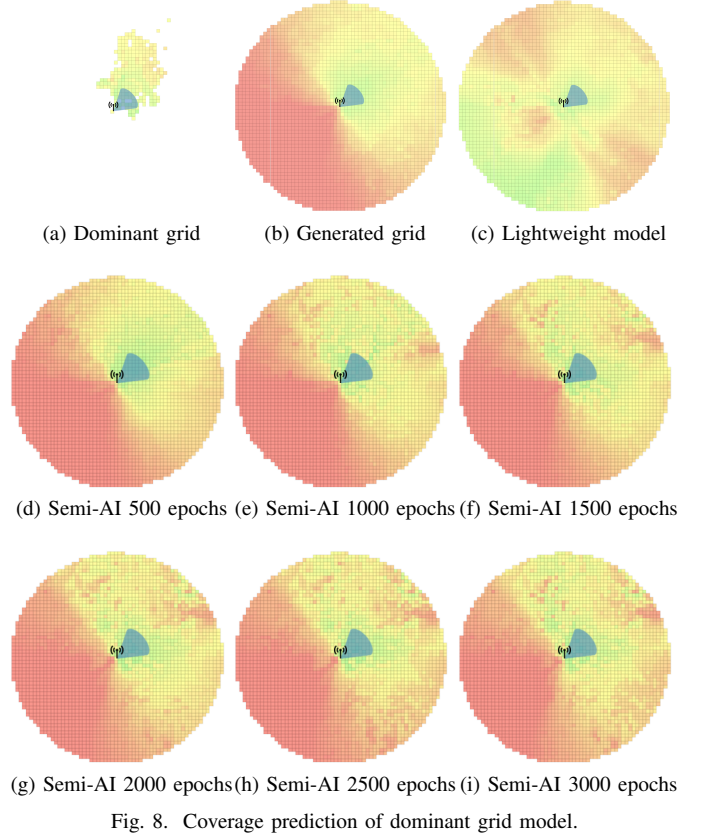 (a) Dominant grid
(b) Generated grid
(c) Lightweight model
(d) Semi-AI 500 epochs
(e) Semi-AI 1000 epochs
(f) Semi-AI 1500 epochs
(g) Semi-AI 2000 epochs
(h) Semi-AI 2500 epochs
(i) Semi-AI 3000 epochs
Fig. 8. Coverage prediction of dominant grid model.